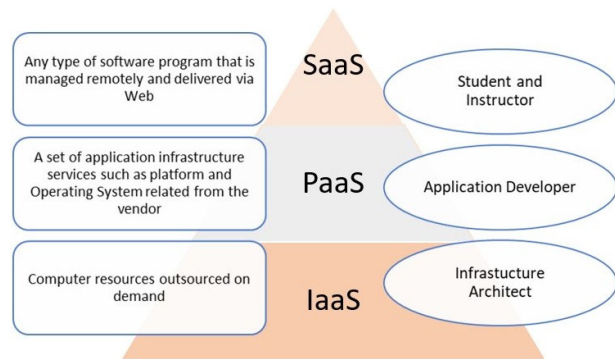 Any type of software program that is
managed remotely and delivered via
Web
SaaS
Student and
Instructor
A set of application infrastructure
services such as platform and
Operating System related from the
vendor
PaaS
Application Developer
Computer resources outsourced on
demand
IaaS
Infrastucture
Architect